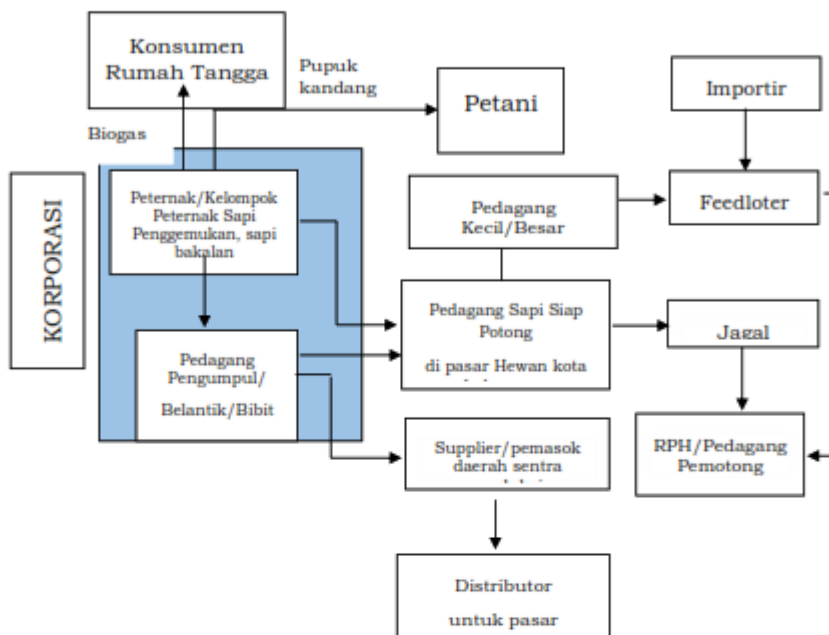 Konsumen
Rumah Tangga
Pupuk
kandang
Petani
Importir
Biogas
KORPORASI
Peternak/Kelompok
Peternak Sapi
Penggemukan, sapi
bakalan
Pedagang
Kecil/Besar
Feedloter
Pedagang Sapi Siap
Potong
di pasar Hewan kota
Jagal
Pedagang
Pengumpul/
Belantik/Bibit
Supplier/pemasok
daerah sentra
RPH/Pedagang
Pemotong
Distributor
untuk pasar